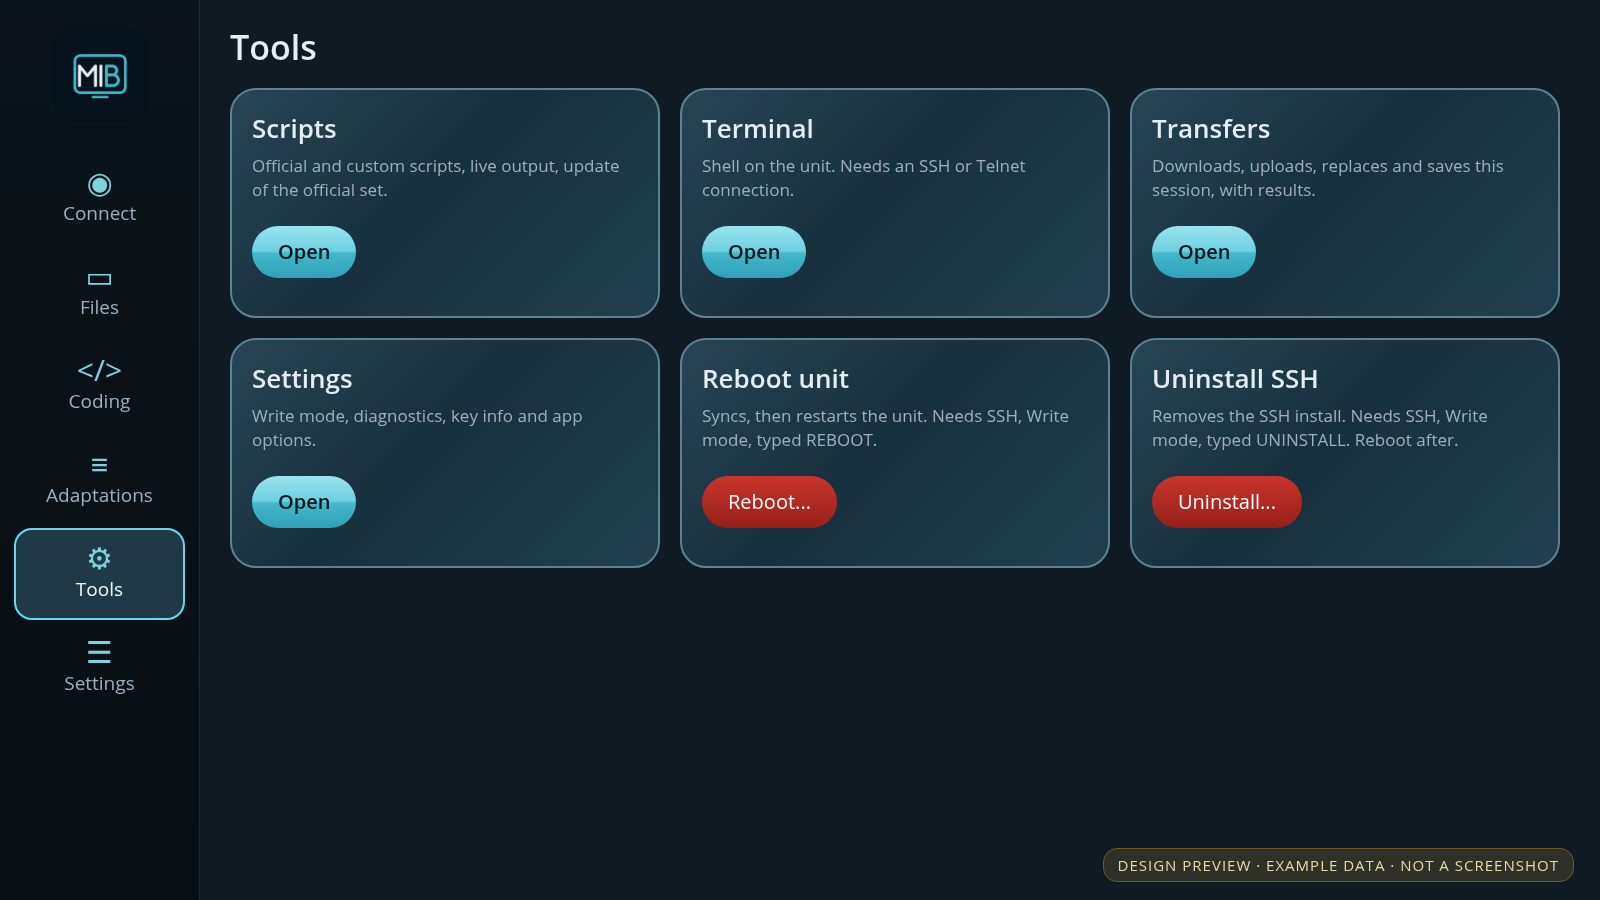 MIB
Connect
Files
</>
Coding
Adaptations
Tools
Settings
Tools
Scripts
Official and custom scripts, live output, update
of the official set.
Open
Terminal
Shell on the unit. Needs an SSH or Telnet
connection.
Open
Transfers
Downloads, uploads, replaces and saves this
session, with results.
Open
Settings
Write mode, diagnostics, key info and app
options.
Open
Reboot unit
Syncs, then restarts the unit. Needs SSH, Write
mode, typed REBOOT.
Reboot...
Uninstall SSH
Removes the SSH install. Needs SSH, Write
mode, typed UNINSTALL. Reboot after.
Uninstall...
DESIGN PREVIEW · EXAMPLE DATA · NOT A SCREENSHOT